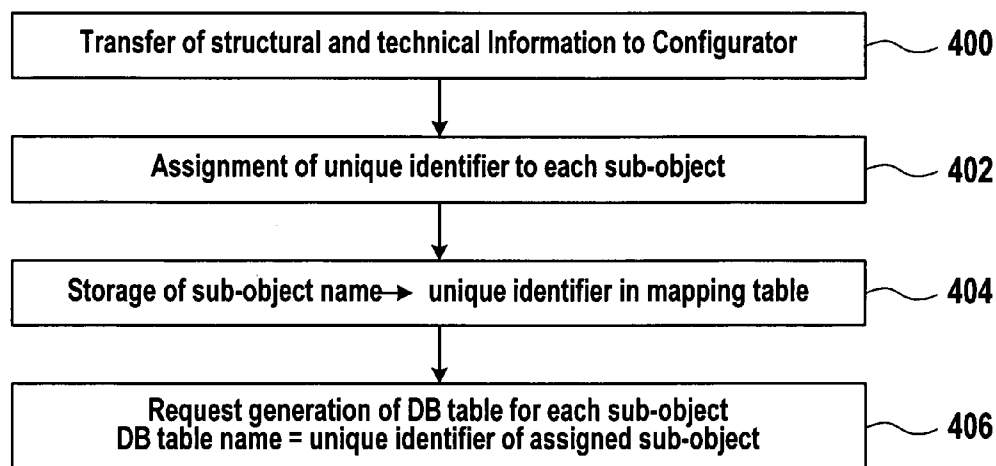 Transfer of structural and technical Information to Configurator
400
Assignment of unique identifier to each sub-object
402
Storage of sub-object name→ unique identifier in mapping table
404
Request generation of DB table for each sub-object
DB table name = unique identifier of assigned sub-object
406